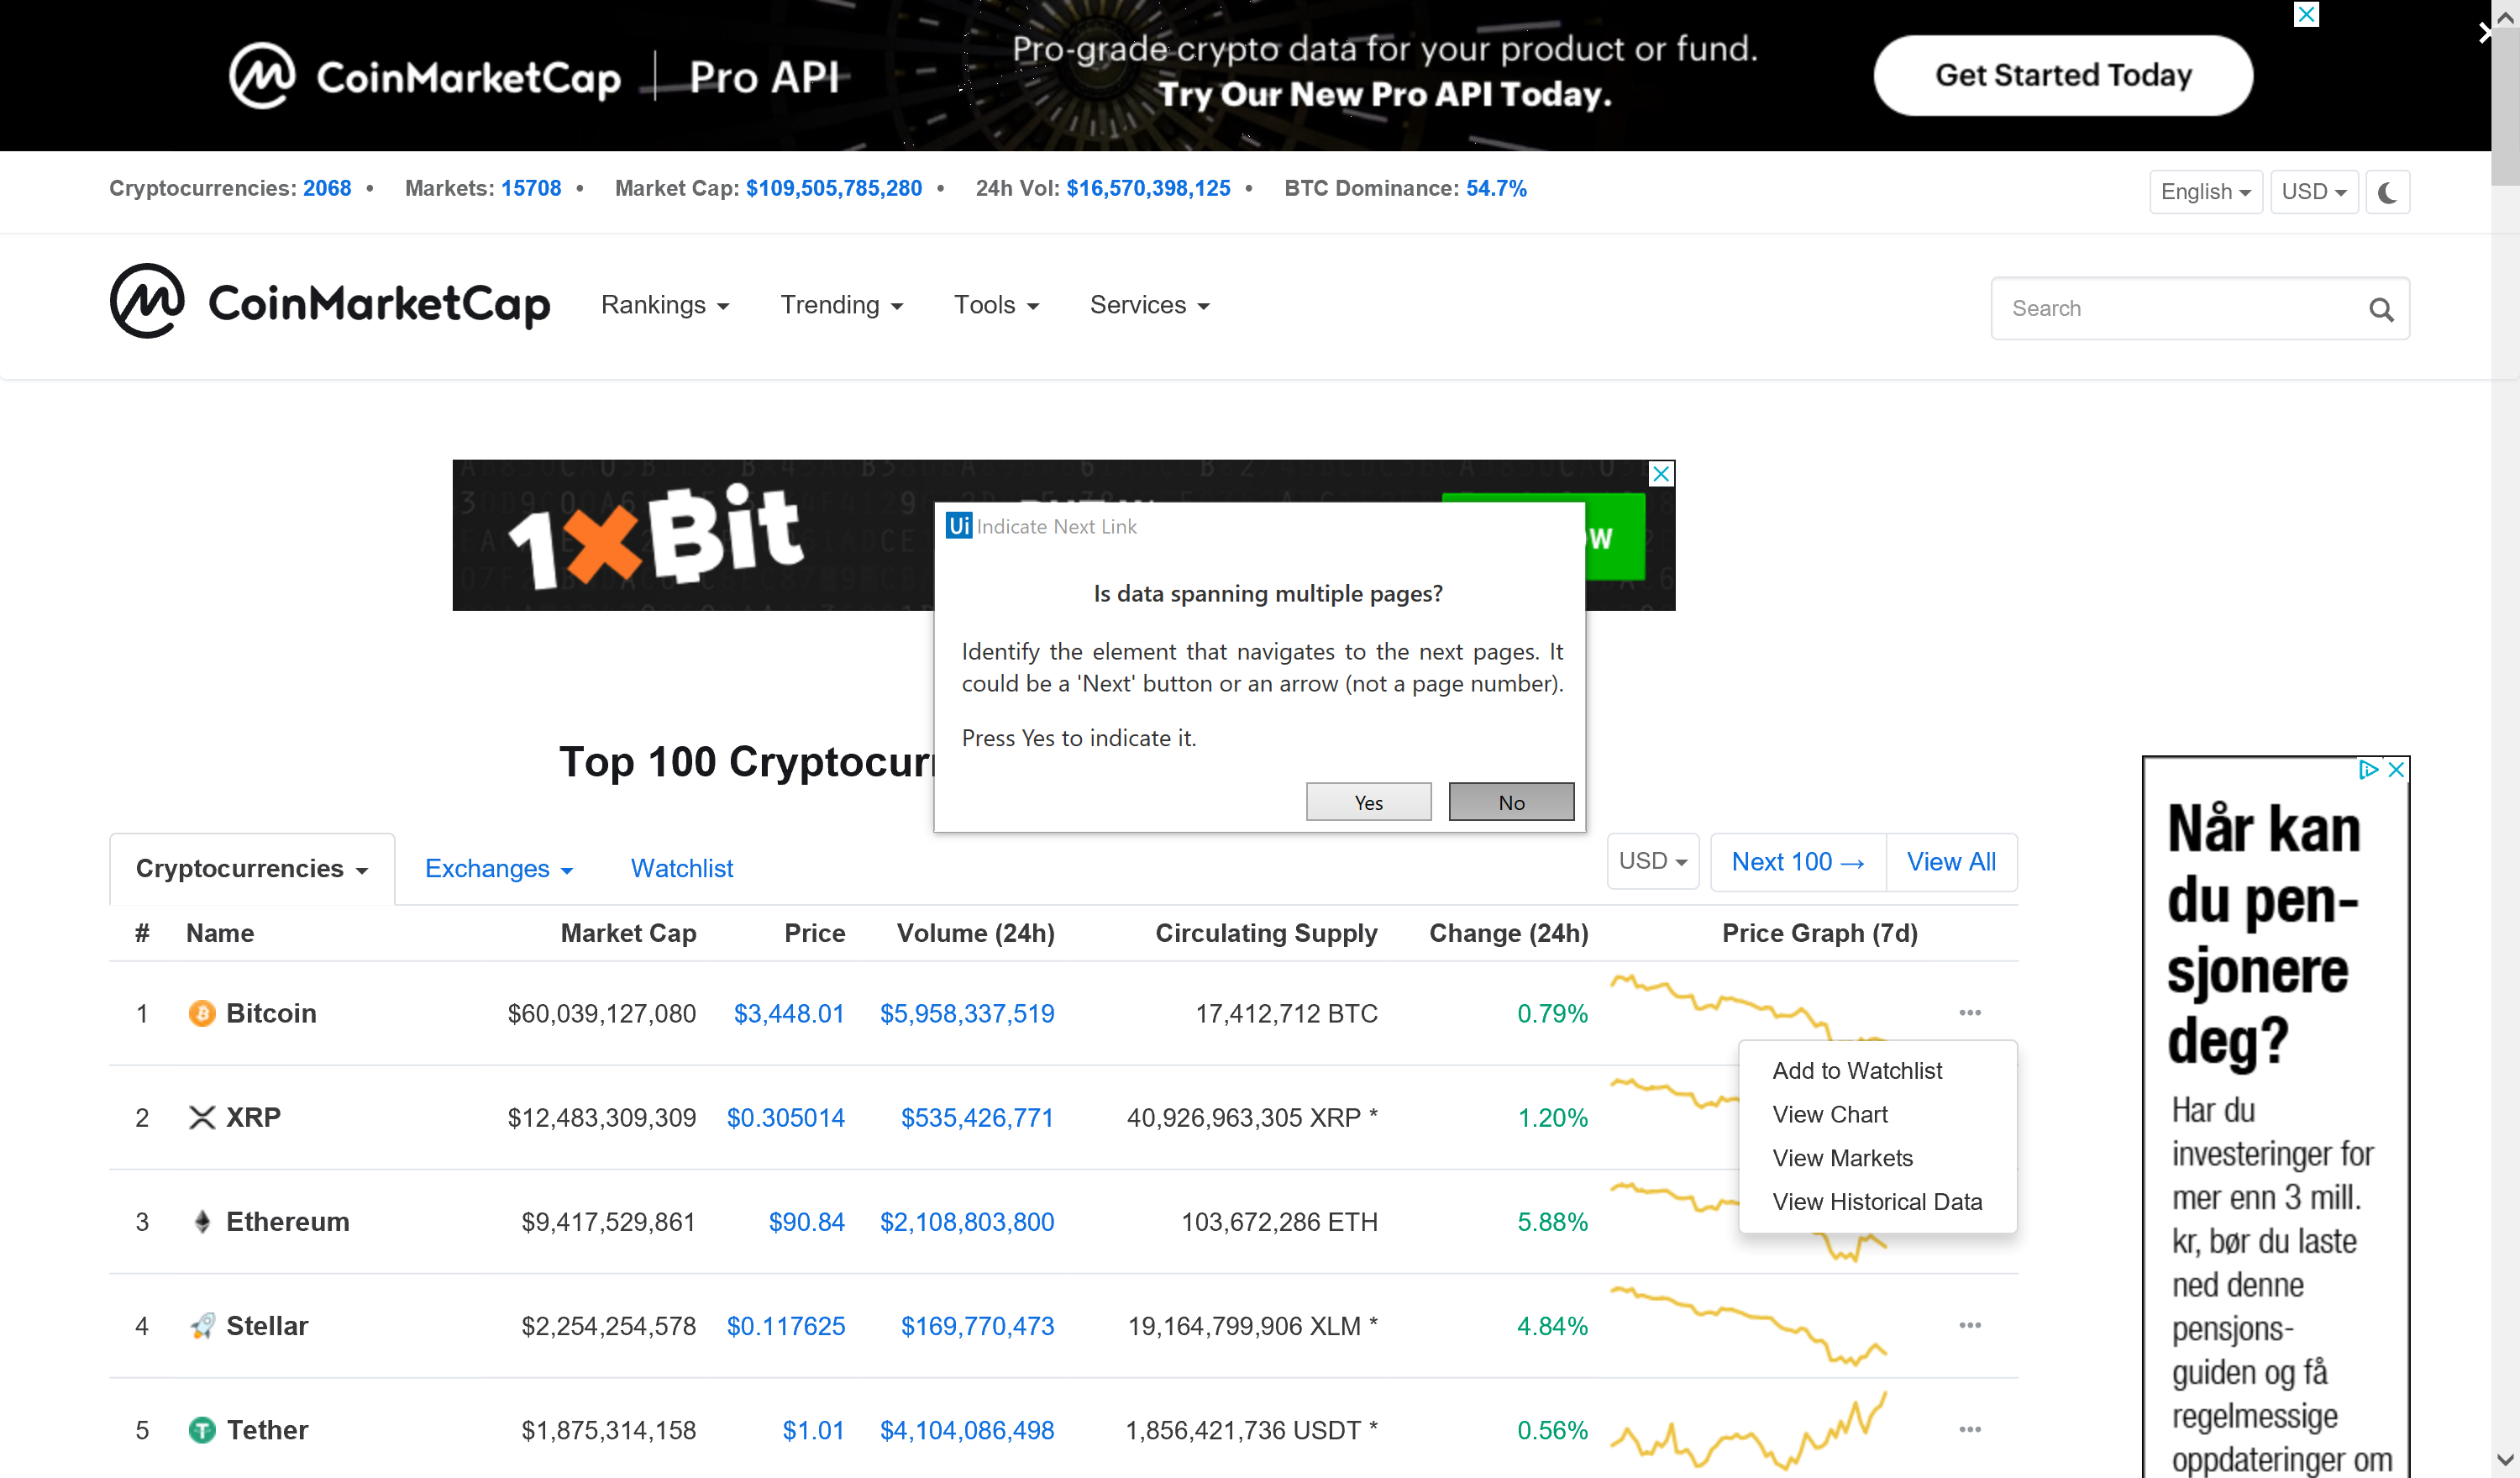 CoinMarketCap | Pro API
Pro-grade crypto data for your product or fund.
Try Our New Pro API Today.
Get Started Today
Cryptocurrencies: 2068 • Markets: 15708 • Market Cap: $109,505,785,280 • 24h Vol: $16,570,398,125 • BTC Dominance: 54.7%
English USD
CoinMarketCap Rankings Trending Tools Services
Search
1xBit
OW
Ui Indicate Next Link
Is data spanning multiple pages?
Identify the element that navigates to the next pages. It
could be a 'Next' button or an arrow (not a page number).
Press Yes to indicate it.
Yes No
Top 100 Cryptocurr
Cryptocurrencies Exchanges Watchlist USD Next 100 → View All
# Name Market Cap Price Volume (24h) Circulating Supply Change (24h) Price Graph (7d)
1 Bitcoin $60,039,127,080 $3,448.01 $5,958,337,519 17,412,712 BTC 0.79%
2 XRP $12,483,309,309 $0.305014 $535,426,771 40,926,963,305 XRP * 1.20%
3 Ethereum $9,417,529,861 $90.84 $2,108,803,800 103,672,286 ETH 5.88%
4 Stellar $2,254,254,578 $0.117625 $169,770,473 19,164,799,906 XLM * 4.84%
5 Tether $1,875,314,158 $1.01 $4,104,086,498 1,856,421,736 USDT * 0.56%
Add to Watchlist
View Chart
View Markets
View Historical Data
Når kan
du pen-
sjonere
deg?
Har du
investeringer for
mer enn 3 mill.
kr, bør du laste
ned denne
pensjons-
guiden og få
regelmessige
oppdateringer om